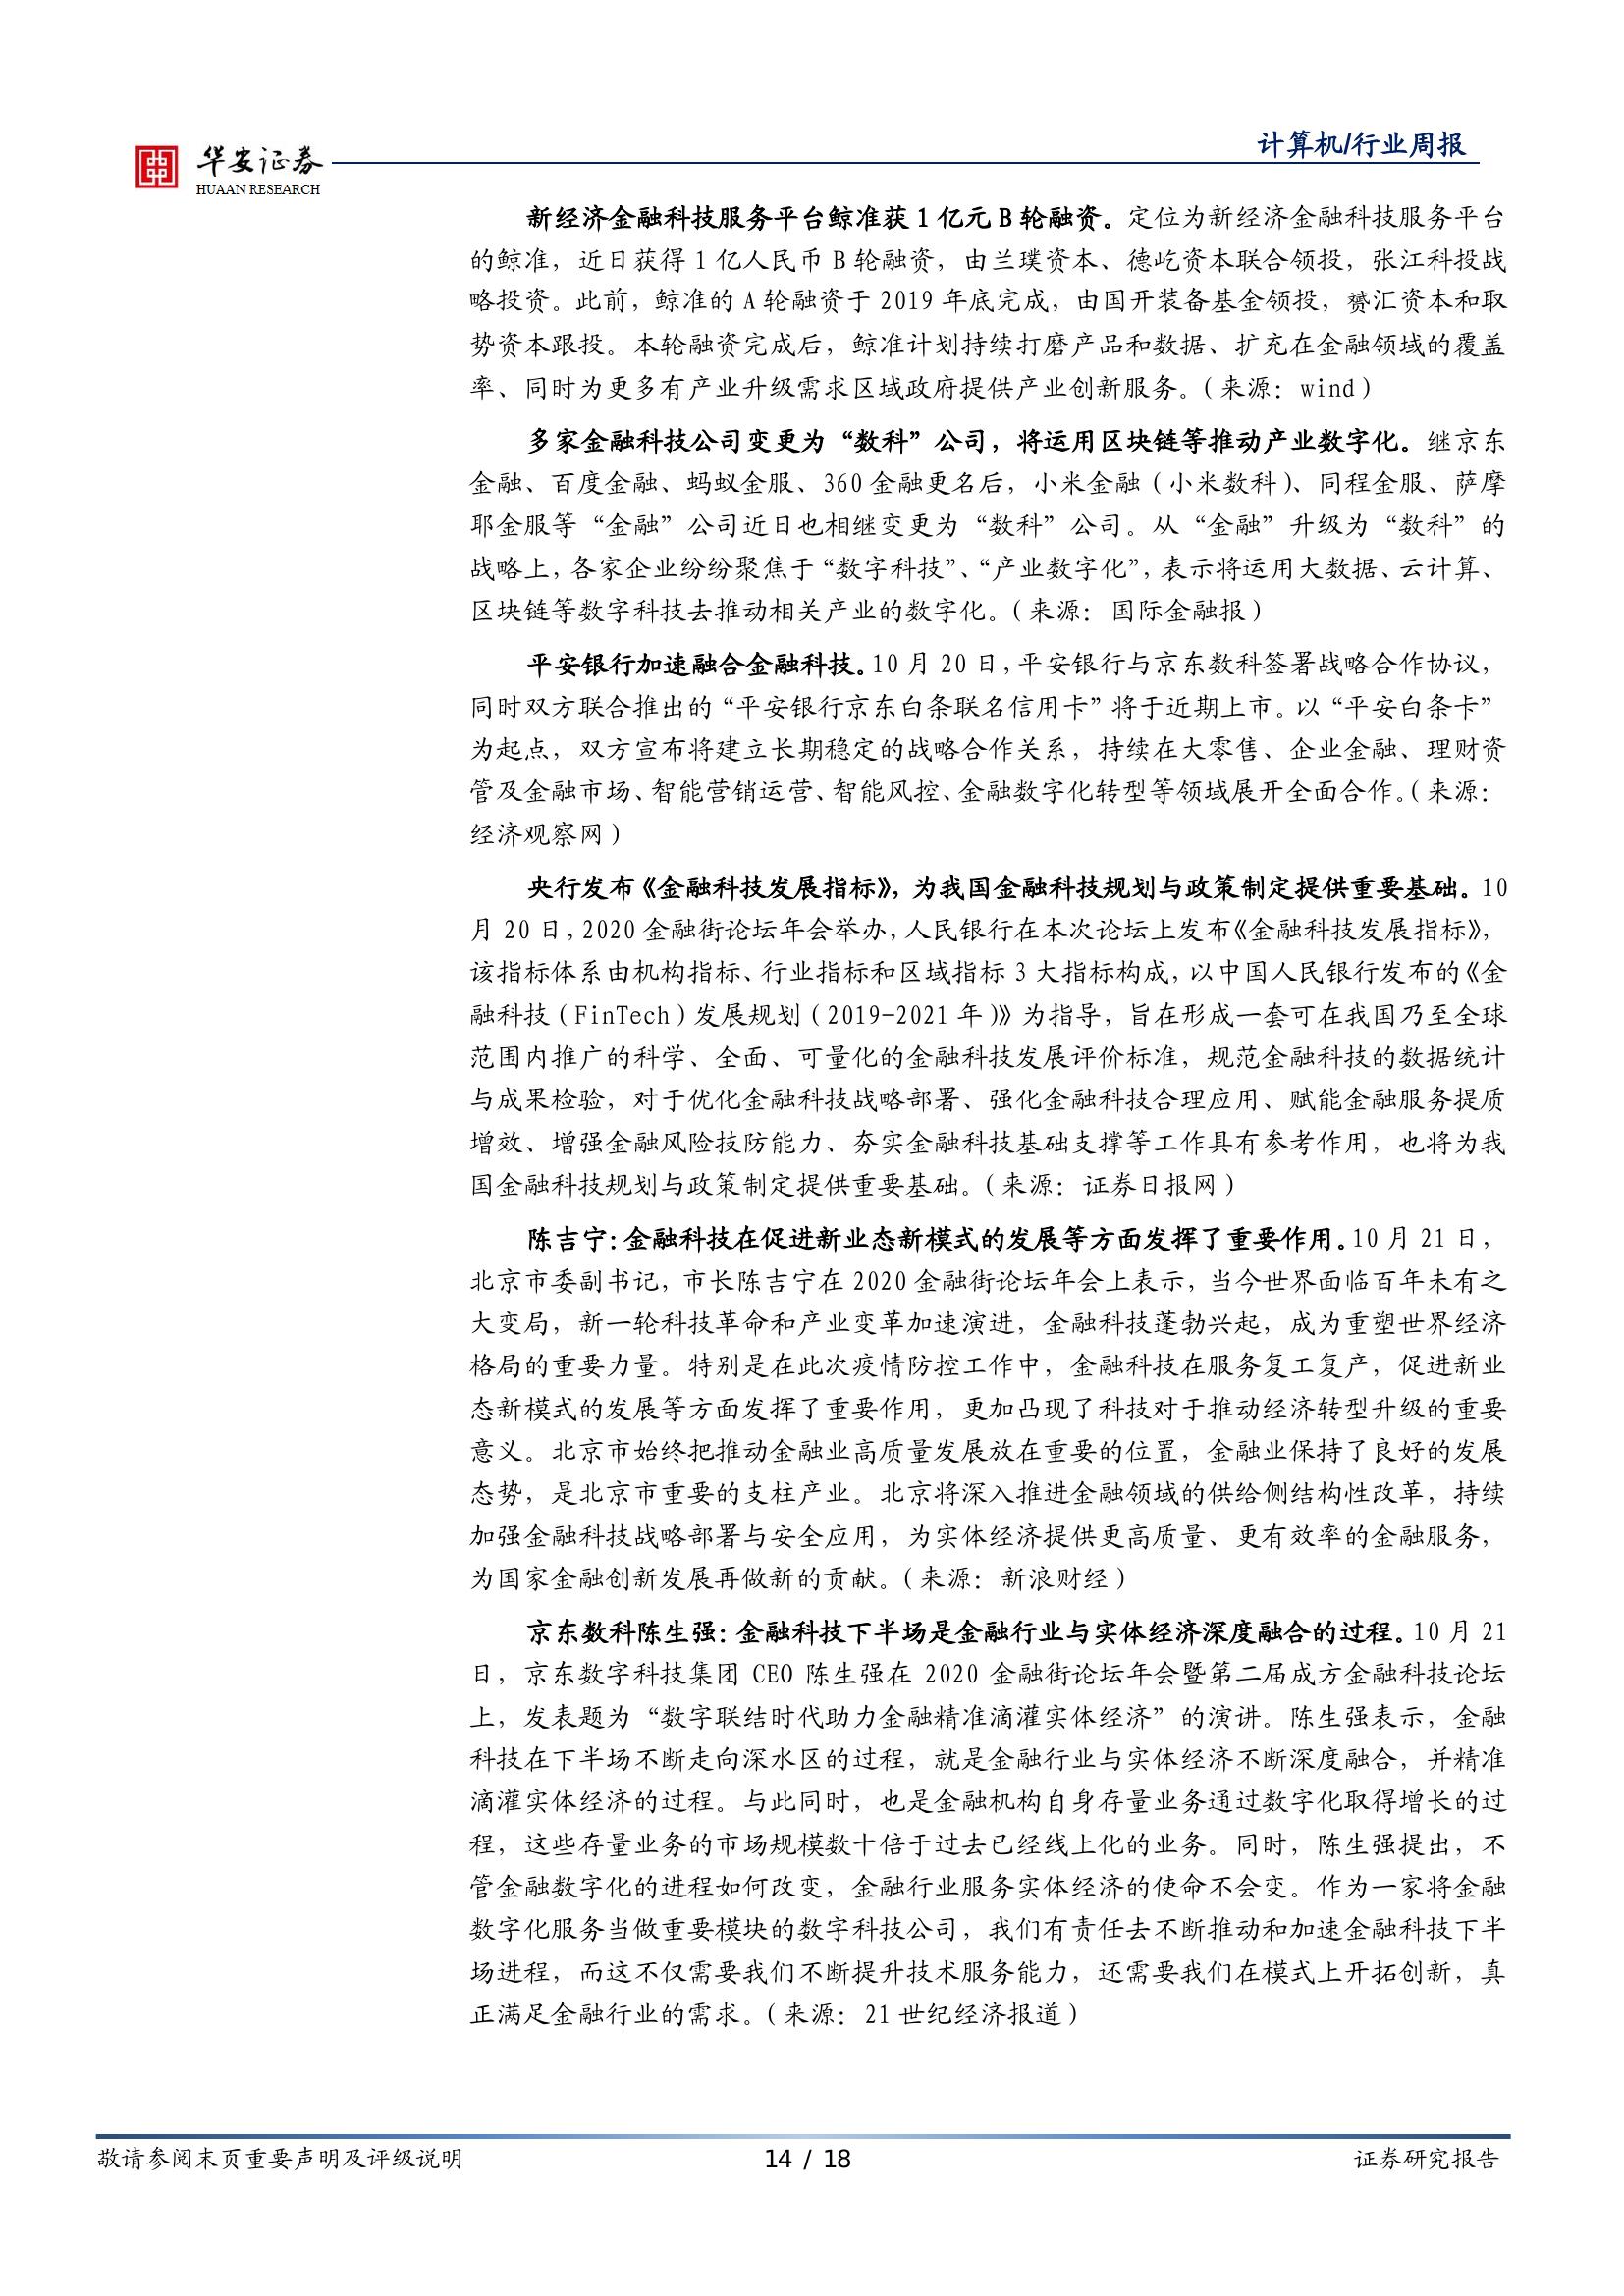 华安证券
HUAAN RESEARCH
计算机/行业周报
新经济金融科技服务平台鲸准获 1 亿元 B 轮融资。定位为新经济金融科技服务平台
的鲸准，近日获得 1 亿人民币 B 轮融资，由兰璞资本、德屹资本联合领投，张江科投战
略投资。此前，鲸准的 A 轮融资于 2019 年底完成，由国开装备基金领投，赟汇资本和取
势资本跟投。本轮融资完成后，鲸准计划持续打磨产品和数据、扩充在金融领域的覆盖
率、同时为更多有产业升级需求区域政府提供产业创新服务。（来源：wind）
多家金融科技公司变更为“数科”公司，将运用区块链等推动产业数字化。继京东
金融、百度金融、蚂蚁金服、360 金融更名后，小米金融（小米数科）、同程金服、萨摩
耶金服等“金融”公司近日也相继变更为“数科”公司。从“金融”升级为“数科”的
战略上，各家企业纷纷聚焦于“数字科技”、“产业数字化”，表示将运用大数据、云计算、
区块链等数字科技去推动相关产业的数字化。（来源：国际金融报）
平安银行加速融合金融科技。10 月 20 日，平安银行与京东数科签署战略合作协议，
同时双方联合推出的“平安银行京东白条联名信用卡”将于近期上市。以“平安白条卡”
为起点，双方宣布将建立长期稳定的战略合作关系，持续在大零售、企业金融、理财资
管及金融市场、智能营销运营、智能风控、金融数字化转型等领域展开全面合作。（来源：
经济观察网）
央行发布《金融科技发展指标》，为我国金融科技规划与政策制定提供重要基础。10
月 20 日，2020 金融街论坛年会举办，人民银行在本次论坛上发布《金融科技发展指标》，
该指标体系由机构指标、行业指标和区域指标 3 大指标构成，以中国人民银行发布的《金
融科技（FinTech）发展规划（2019-2021 年）》为指导，旨在形成一套可在我国乃至全球
范围内推广的科学、全面、可量化的金融科技发展评价标准，规范金融科技的数据统计
与成果检验，对于优化金融科技战略部署、强化金融科技合理应用、赋能金融服务提质
增效、增强金融风险技防能力、夯实金融科技基础支撑等工作具有参考作用，也将为我
国金融科技规划与政策制定提供重要基础。（来源：证券日报网）
陈吉宁：金融科技在促进新业态新模式的发展等方面发挥了重要作用。10 月 21 日，
北京市委副书记，市长陈吉宁在 2020 金融街论坛年会上表示，当今世界面临百年未有之
大变局，新一轮科技革命和产业变革加速演进，金融科技蓬勃兴起，成为重塑世界经济
格局的重要力量。特别是在此次疫情防控工作中，金融科技在服务复工复产，促进新业
态新模式的发展等方面发挥了重要作用，更加凸现了科技对于推动经济转型升级的重要
意义。北京市始终把推动金融业高质量发展放在重要的位置，金融业保持了良好的发展
态势，是北京市重要的支柱产业。北京将深入推进金融领域的供给侧结构性改革，持续
加强金融科技战略部署与安全应用，为实体经济提供更高质量、更有效率的金融服务，
为国家金融创新发展再做新的贡献。（来源：新浪财经）
京东数科陈生强：金融科技下半场是金融行业与实体经济深度融合的过程。10 月 21
日，京东数字科技集团 CEO 陈生强在 2020 金融街论坛年会暨第二届成方金融科技论坛
上，发表题为“数字联结时代助力金融精准滴灌实体经济”的演讲。陈生强表示，金融
科技在下半场不断走向深水区的过程，就是金融行业与实体经济不断深度融合，并精准
滴灌实体经济的过程。与此同时，也是金融机构自身存量业务通过数字化取得增长的过
程，这些存量业务的市场规模数十倍于过去已经线上化的业务。同时，陈生强提出，不
管金融数字化的进程如何改变，金融行业服务实体经济的使命不会变。作为一家将金融
数字化服务当做重要模块的数字科技公司，我们有责任去不断推动和加速金融科技下半
场进程，而这不仅需要我们不断提升技术服务能力，还需要我们在模式上开拓创新，真
正满足金融行业的需求。（来源：21 世纪经济报道）
敬请参阅末页重要声明及评级说明
14 / 18
证券研究报告